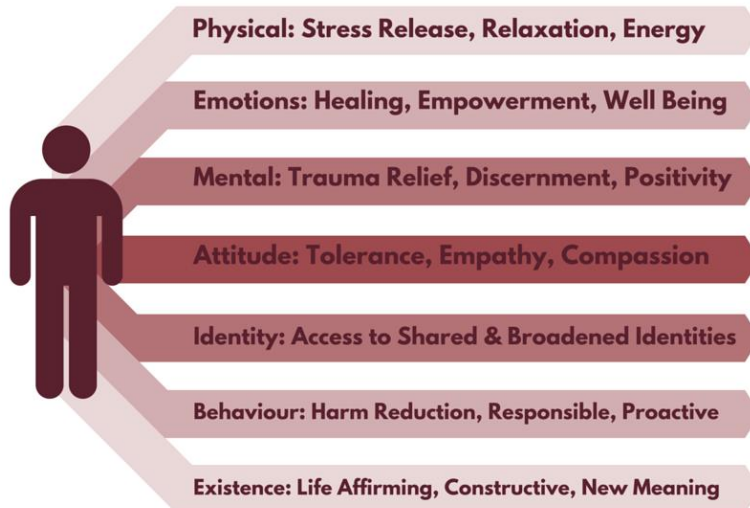 Physical: Stress Release, Relaxation, Energy
Emotions: Healing, Empowerment, Well Being
Mental: Trauma Relief, Discernment, Positivity
Attitude: Tolerance, Empathy, Compassion
Identity: Access to Shared & Broadened Identities
Behaviour: Harm Reduction, Responsible, Proactive
Existence: Life Affirming, Constructive, New Meaning